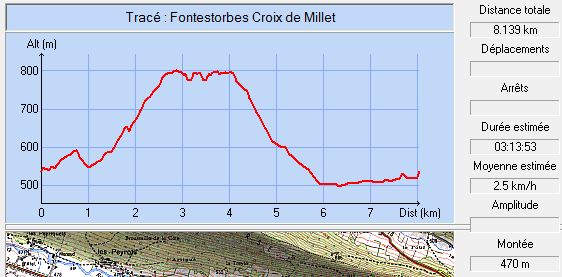 Tracé : Fontestorbes Croix de Millet
Alt (m)
800
700
600
500
0 1 2 3 4 5 6 7 Dist (km)
Distance totale
8.139 km
Déplacements
Arrêts
Durée estimée
03:13:53
Moyenne estimée
2.5 km/h
Amplitude
Montée
470 m